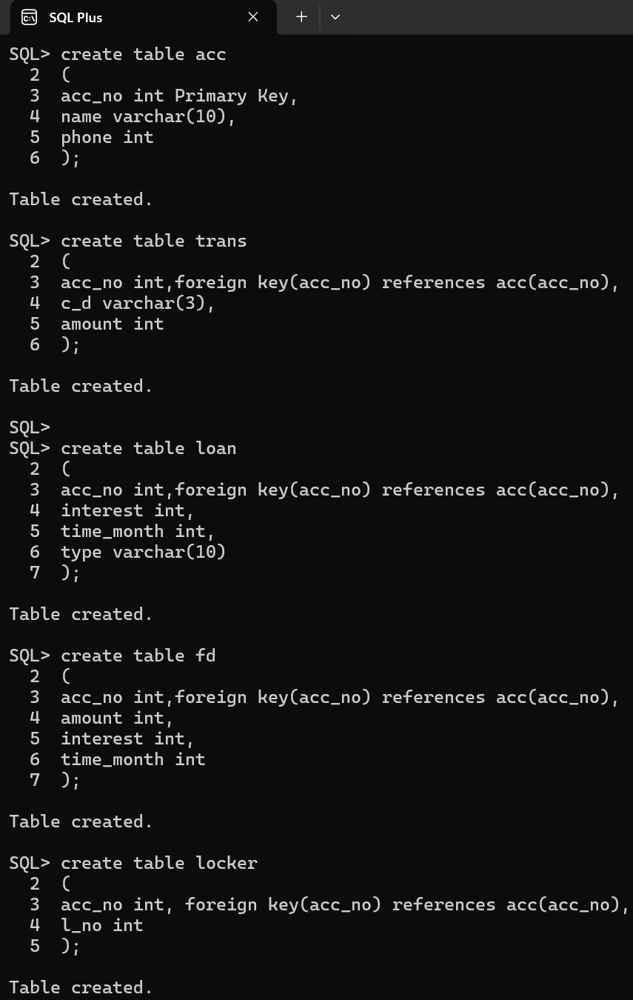 SQL Plus
SQL> create table acc
2 (
3 acc_no int Primary Key,
4 name varchar(10),
5 phone int
6 );
Table created.
SQL> create table trans
2 (
3 acc_no int,foreign key(acc_no) references acc(acc_no),
4 c_d varchar(3),
5 amount int
6 );
Table created.
SQL>
SQL> create table loan
2 (
3 acc_no int,foreign key(acc_no) references acc(acc_no),
4 interest int,
5 time_month int,
6 type varchar(10)
7 );
Table created.
SQL> create table fd
2 (
3 acc_no int,foreign key(acc_no) references acc(acc_no),
4 amount int,
5 interest int,
6 time_month int
7 );
Table created.
SQL> create table locker
2 (
3 acc_no int, foreign key(acc_no) references acc(acc_no),
4 l_no int
5 );
Table created.